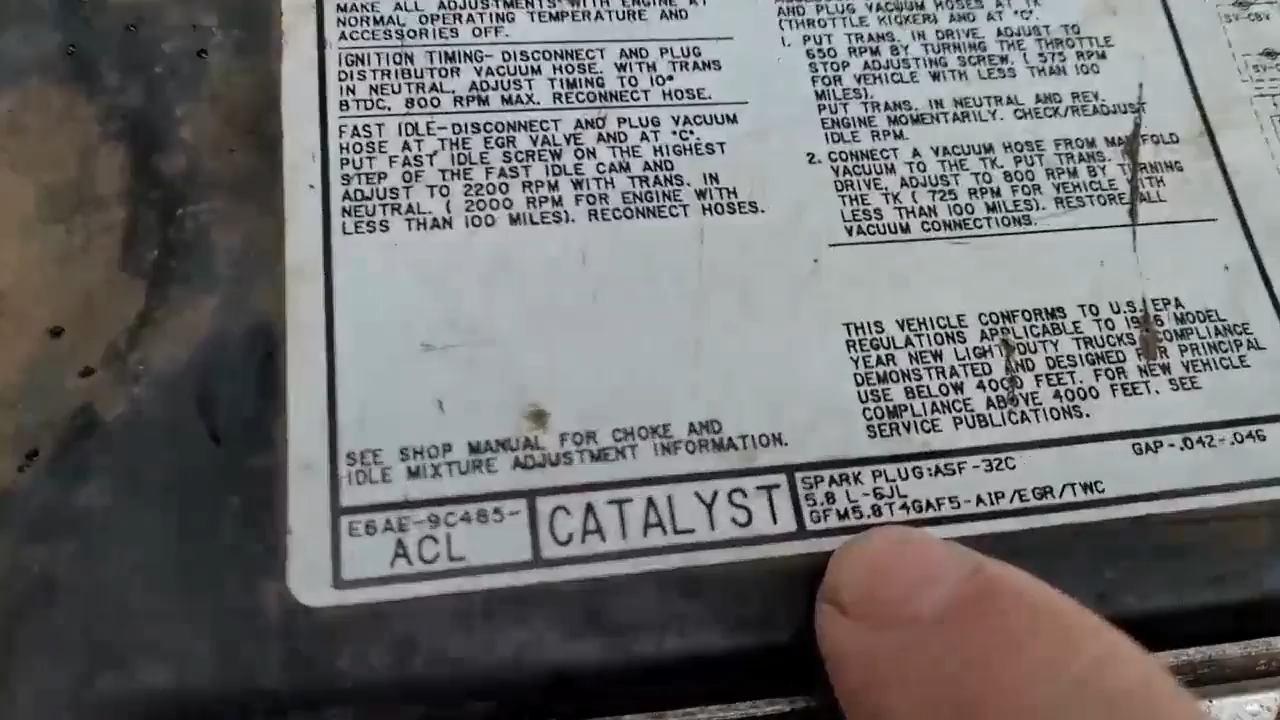 MAKE ALL ADJUSTMENTS WITH ENGINE AT
NORMAL OPERATING TEMPERATURE AND
ACCESSORIES OFF.
IGNITION TIMING- DISCONNECT AND PLUG
DISTRIBUTOR VACUUM HOSE. WITH TRANS
IN NEUTRAL, ADJUST TIMING TO 10°
BTDC, 800 RPM MAX. RECONNECT HOSE.
FAST IDLE-DISCONNECT AND PLUG VACUUM
HOSE AT THE EGR VALVE AND AT "C".
PUT FAST IDLE SCREW ON THE HIGHEST
STEP OF THE FAST IDLE CAM AND
ADJUST TO 2200 RPM WITH TRANS. IN
NEUTRAL. ( 2000 RPM FOR ENGINE WITH
LESS THAN 100 MILES). RECONNECT HOSES.
SEE SHOP MANUAL FOR CHOKE AND
IDLE MIXTURE ADJUSTMENT INFORMATION.
AND PLUG VACUUM HOSES AT TK
(THROTTLE KICKER) AND AT "C".
1. PUT TRANS. IN DRIVE. ADJUST TO
650 RPM BY TURNING THE THROTTLE
STOP ADJUSTING SCREW. ( 575 RPM
FOR VEHICLE WITH LESS THAN 100
MILES).
PUT TRANS. IN NEUTRAL AND REV.
ENGINE MOMENTARILY. CHECK/READJUST
IDLE RPM.
2. CONNECT A VACUUM HOSE FROM MANIFOLD
VACUUM TO THE TK. PUT TRANS. IN
DRIVE, ADJUST TO 800 RPM BY TURNING
THE TK ( 725 RPM FOR VEHICLE WITH
LESS THAN 100 MILES). RESTORE ALL
VACUUM CONNECTIONS.
THIS VEHICLE CONFORMS TO U.S. EPA
REGULATIONS APPLICABLE TO 1986 MODEL
YEAR NEW LIGHT DUTY TRUCKS. COMPLIANCE
DEMONSTRATED AND DESIGNED FOR PRINCIPAL
USE BELOW 4000 FEET. FOR NEW VEHICLE
COMPLIANCE ABOVE 4000 FEET. SEE
SERVICE PUBLICATIONS.
E6AE-9C485-
ACL
CATALYST
SPARK PLUG:ASF-32C GAP-.042-.046
5.8 L-6JL
GFM5.8T4GAF5-AIP/EGR/TWC